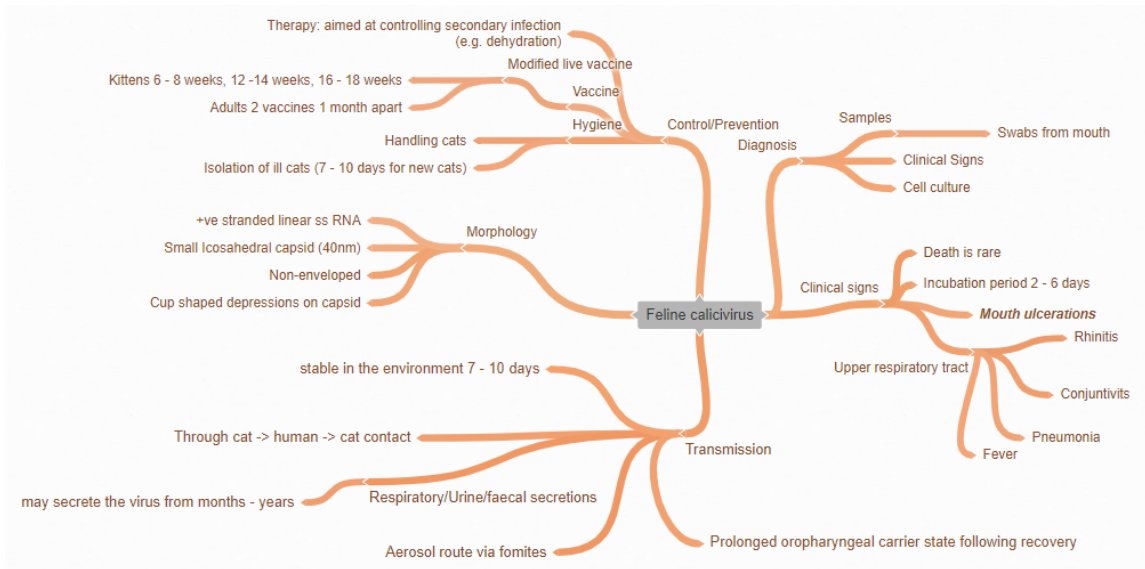 Therapy: aimed at controlling secondary infection
(e.g. dehydration)
Modified live vaccine
Kittens 6 - 8 weeks, 12 -14 weeks, 16 - 18 weeks
Vaccine
Adults 2 vaccines 1 month apart
Hygiene
Control/Prevention
Handling cats
Isolation of ill cats (7 - 10 days for new cats)
Samples
Swabs from mouth
Diagnosis
Clinical Signs
Cell culture
+ve stranded linear ss RNA
Morphology
Small Icosahedral capsid (40nm)
Non-enveloped
Cup shaped depressions on capsid
Feline calicivirus
Death is rare
Clinical signs
Incubation period 2 - 6 days
Mouth ulcerations
Rhinitis
Upper respiratory tract
Conjuntivits
Pneumonia
Fever
stable in the environment 7 - 10 days
Through cat -> human -> cat contact
Transmission
Respiratory/Urine/faecal secretions
may secrete the virus from months - years
Aerosol route via fomites
Prolonged oropharyngeal carrier state following recovery